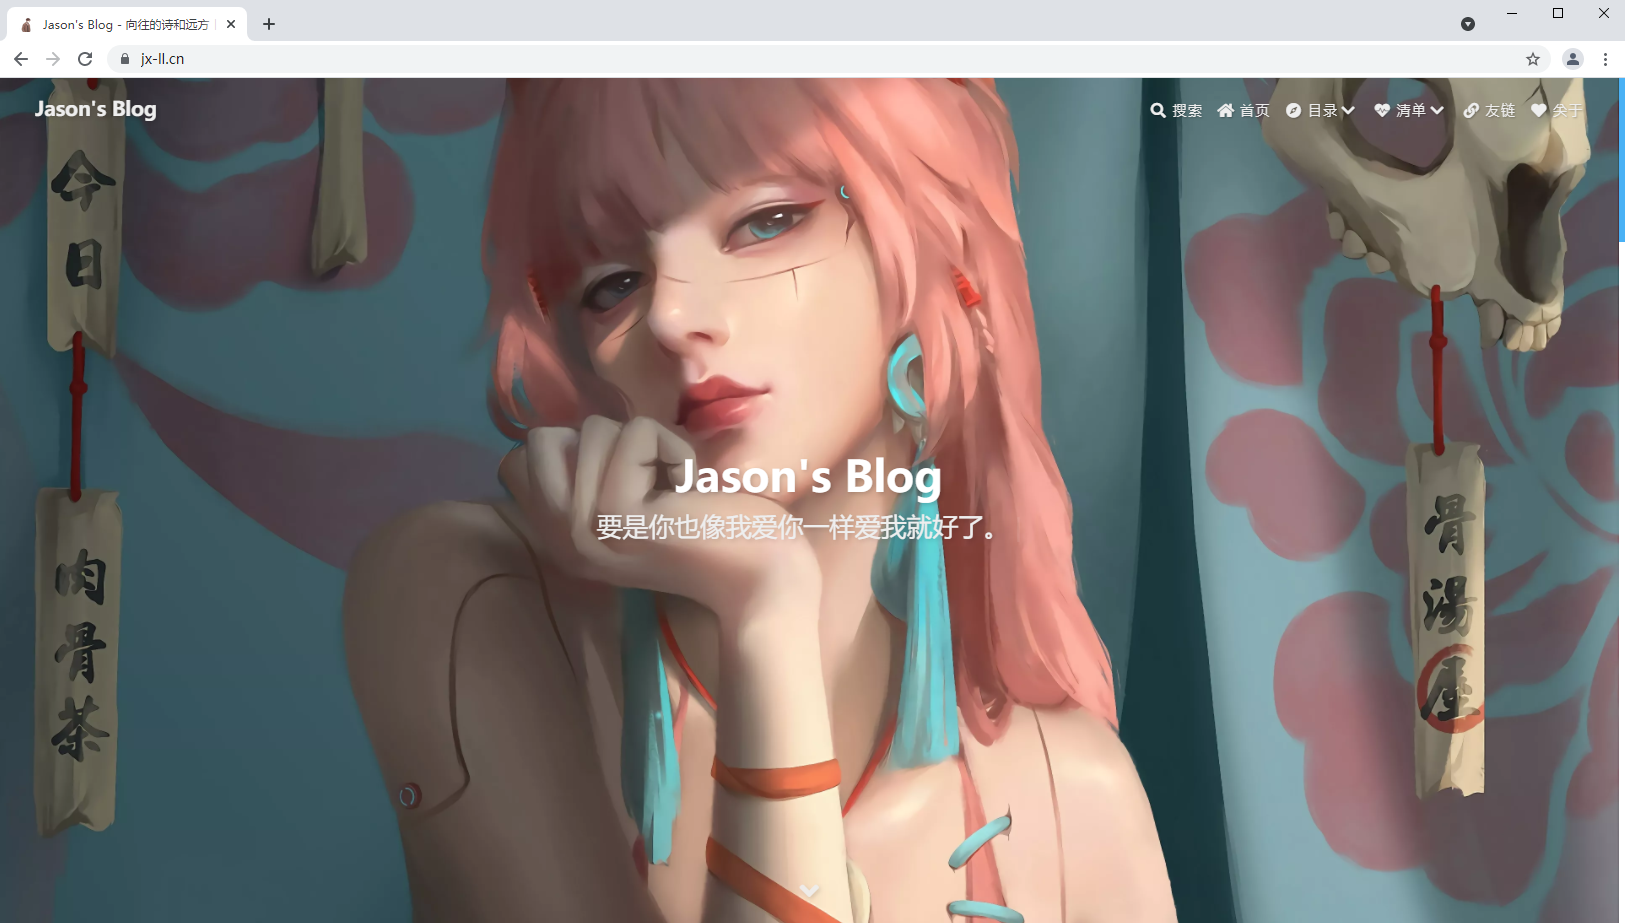 Jason's Blog - 向往的诗和远方
jx-ll.cn
Jason's Blog
搜索 首页 目录 清单 友链 关于
今日
肉骨茶
骨湯屋
Jason's Blog
要是你也像我爱你一样爱我就好了。